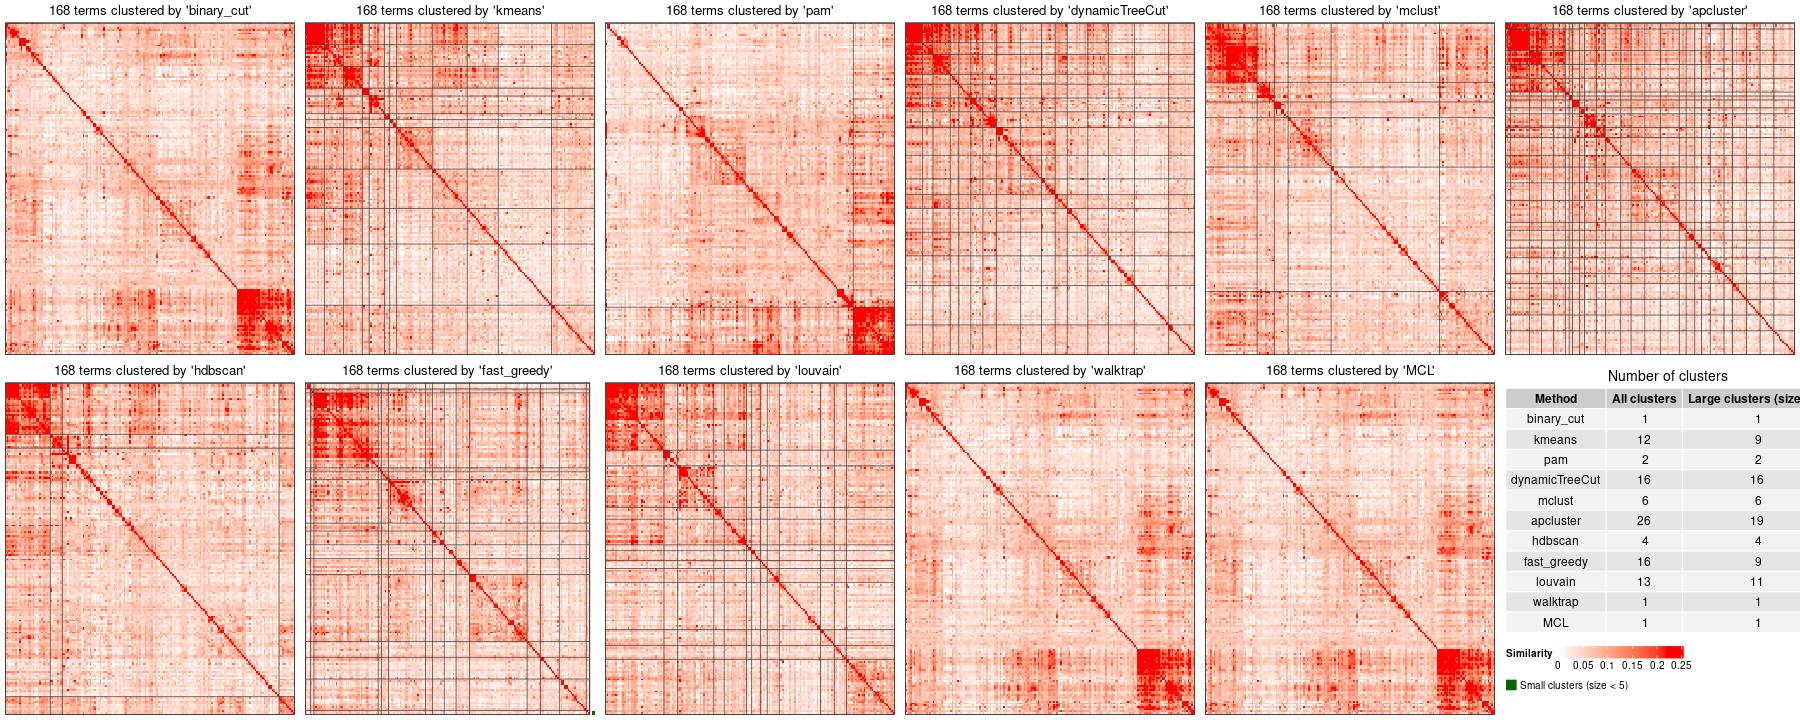 168 terms clustered by 'binary_cut'
168 terms clustered by 'kmeans'
168 terms clustered by 'pam'
168 terms clustered by 'dynamicTreeCut'
168 terms clustered by 'mclust'
168 terms clustered by 'apcluster'
168 terms clustered by 'hdbscan'
168 terms clustered by 'fast_greedy'
168 terms clustered by 'louvain'
168 terms clustered by 'walktrap'
168 terms clustered by 'MCL'
Number of clusters
Method All clusters Large clusters (size
binary_cut 1 1
kmeans 12 9
pam 2 2
dynamicTreeCut 16 16
mclust 6 6
apcluster 26 19
hdbscan 4 4
fast_greedy 16 9
louvain 13 11
walktrap 1 1
MCL 1 1
Similarity
0 0.05 0.1 0.15 0.2 0.25
Small clusters (size < 5)